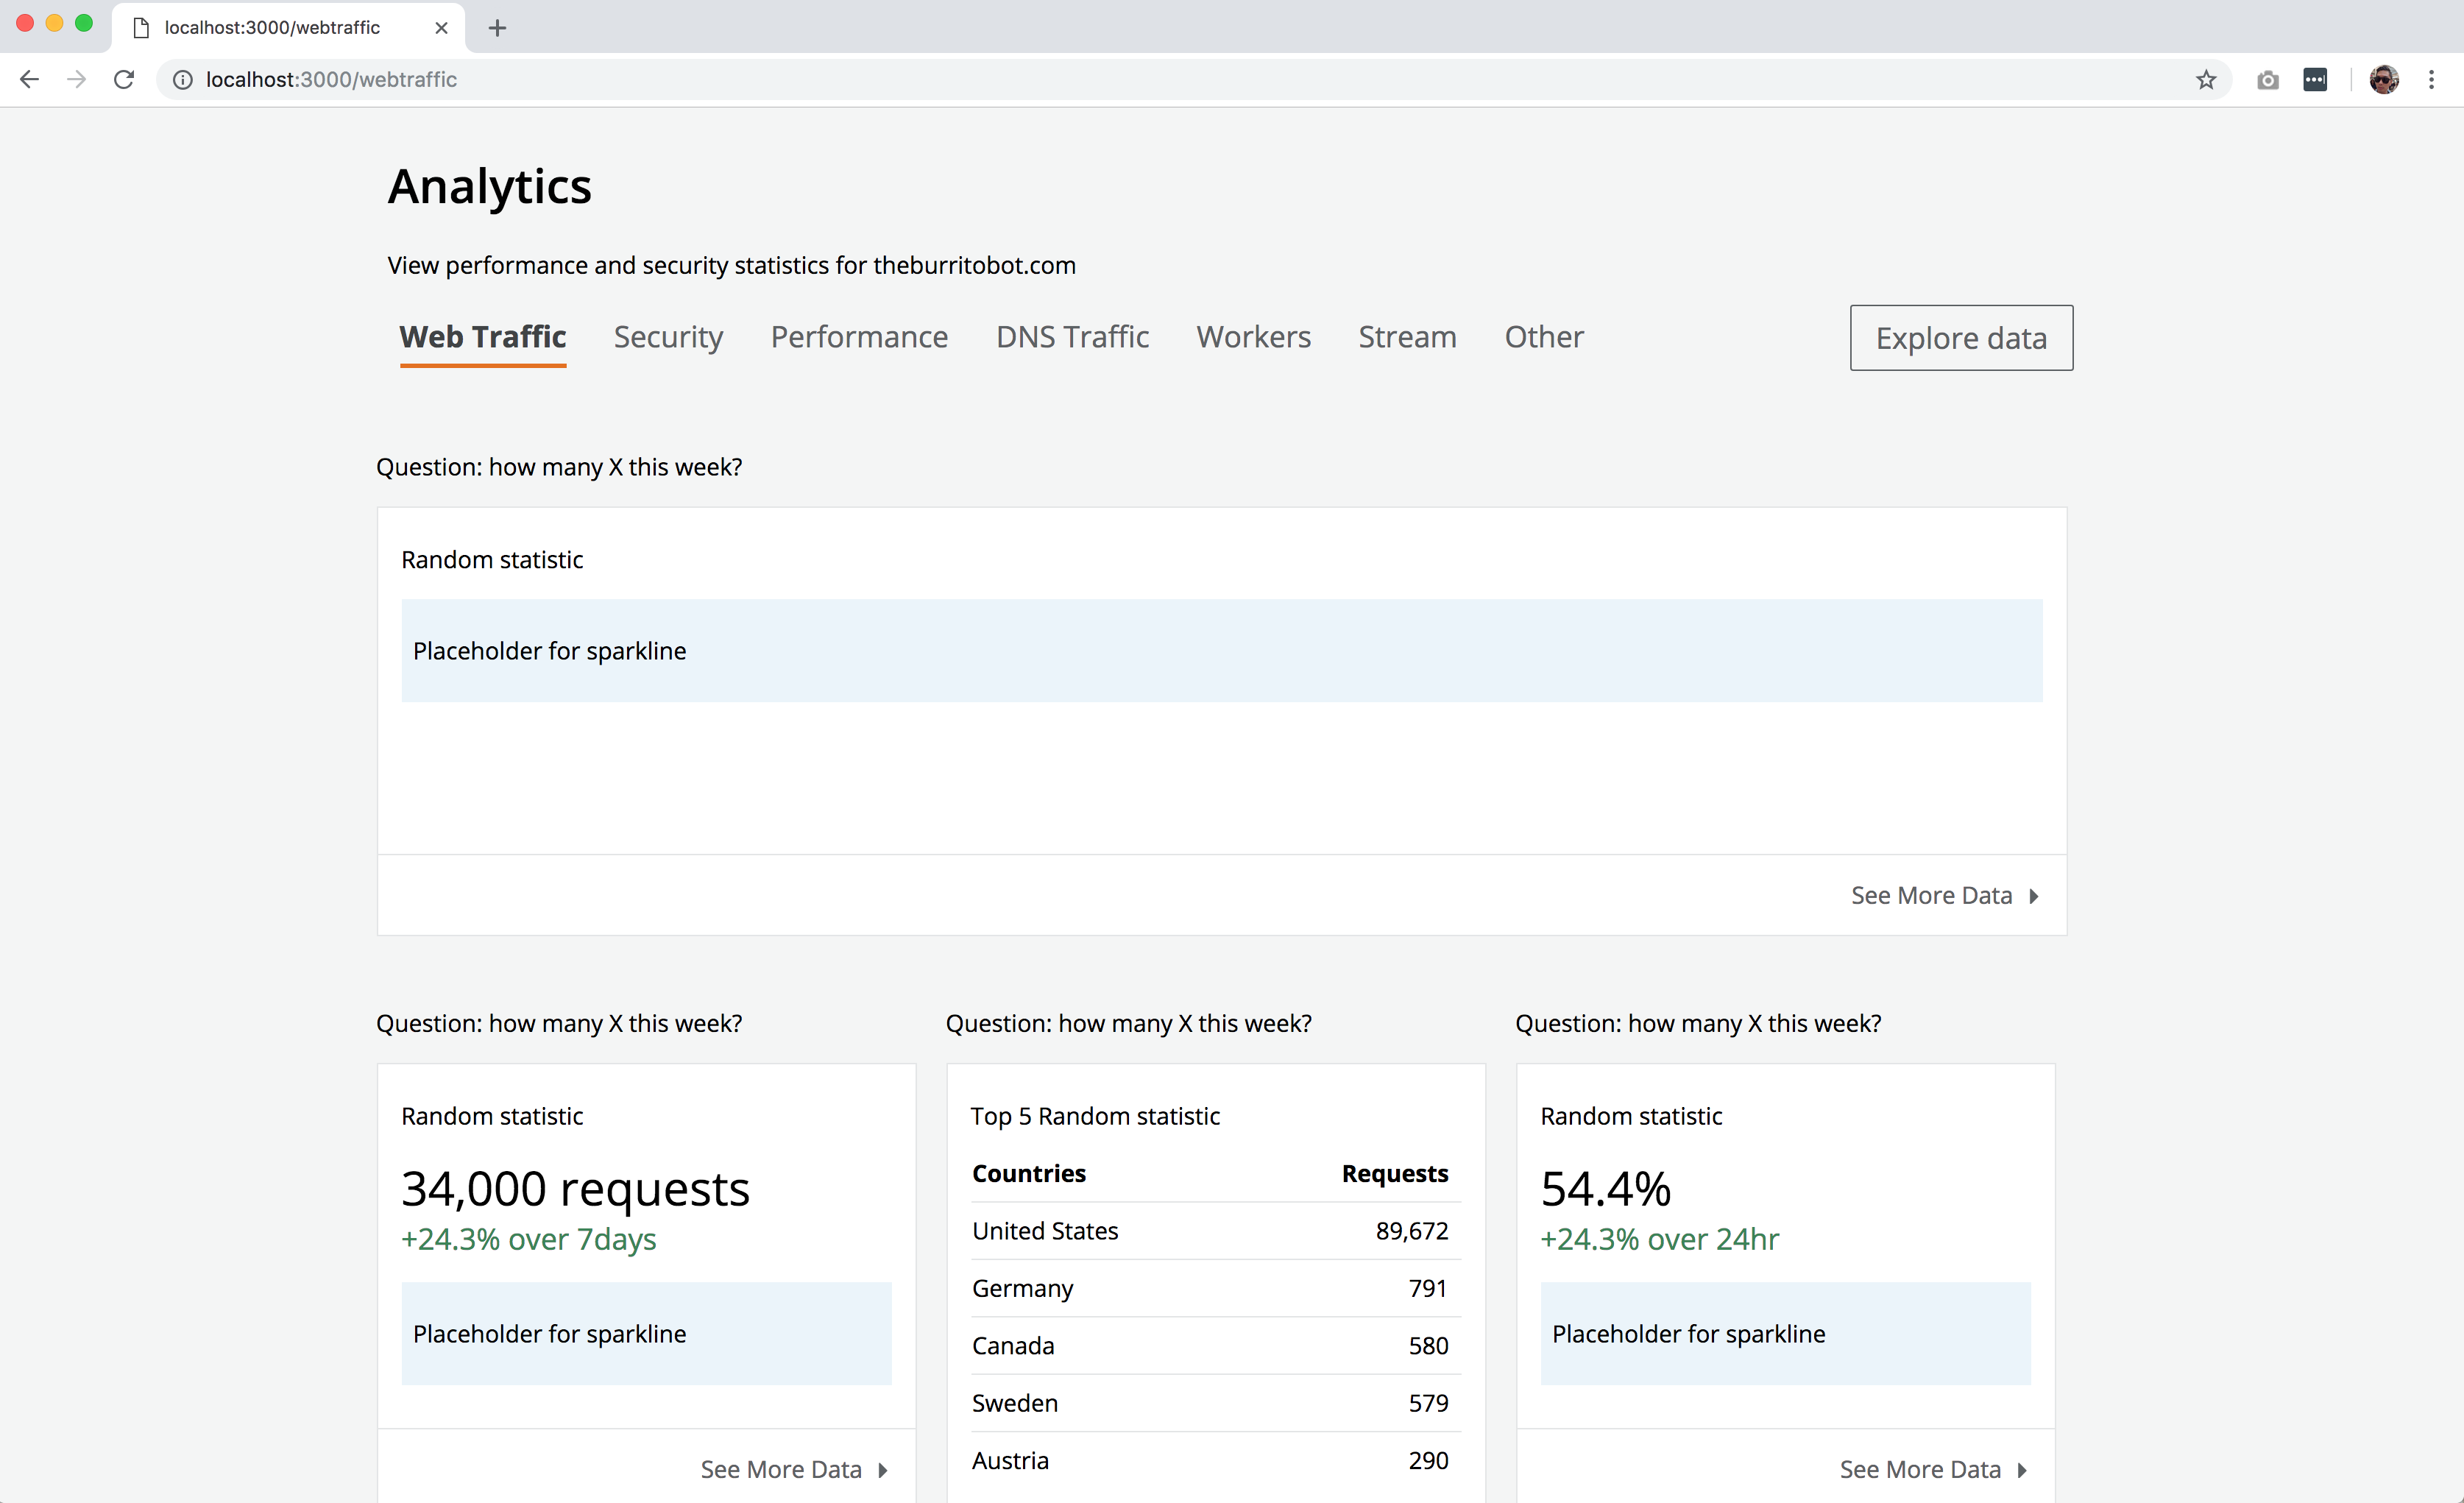 localhost:3000/webtraffic
localhost:3000/webtraffic
Analytics
View performance and security statistics for theburritobot.com
Web Traffic Security Performance DNS Traffic Workers Stream Other Explore data
Question: how many X this week?
Random statistic
Placeholder for sparkline
See More Data
Question: how many X this week?
Random statistic
34,000 requests
+24.3% over 7days
Placeholder for sparkline
See More Data
Question: how many X this week?
Top 5 Random statistic
Countries Requests
United States 89,672
Germany 791
Canada 580
Sweden 579
Austria 290
Question: how many X this week?
Random statistic
54.4%
+24.3% over 24hr
Placeholder for sparkline
See More Data